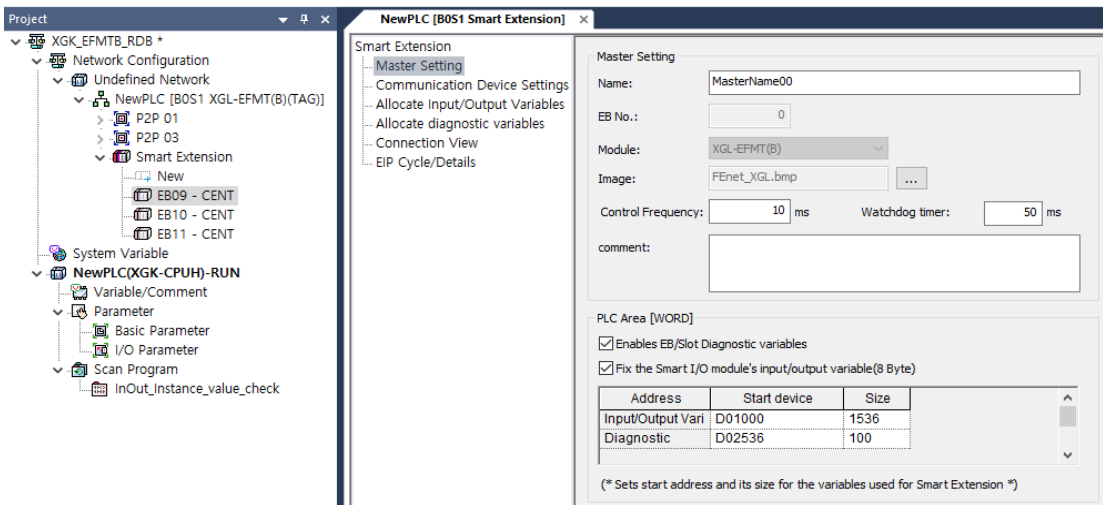 Project
XGK_EFMTB_RDB *
Network Configuration
Undefined Network
NewPLC [B0S1 XGL-EFMT(B)(TAG)]
P2P 01
P2P 03
Smart Extension
New
EB09 - CENT
EB10 - CENT
EB11 - CENT
System Variable
NewPLC(XGK-CPUH)-RUN
Variable/Comment
Parameter
Basic Parameter
I/O Parameter
Scan Program
InOut_Instance_value_check
NewPLC [B0S1 Smart Extension]
Smart Extension
Master Setting
Communication Device Settings
Allocate Input/Output Variables
Allocate diagnostic variables
Connection View
EIP Cycle/Details
Master Setting
Name: MasterName00
EB No.: 0
Module: XGL-EFMT(B)
Image: FEnet_XGL.bmp ...
Control Frequency: 10 ms Watchdog timer: 50 ms
comment:
PLC Area [WORD]
Enables EB/Slot Diagnostic variables
Fix the Smart I/O module's input/output variable(8 Byte)
Address Start device Size
Input/Output Vari D01000 1536
Diagnostic D02536 100
(* Sets start address and its size for the variables used for Smart Extension *)